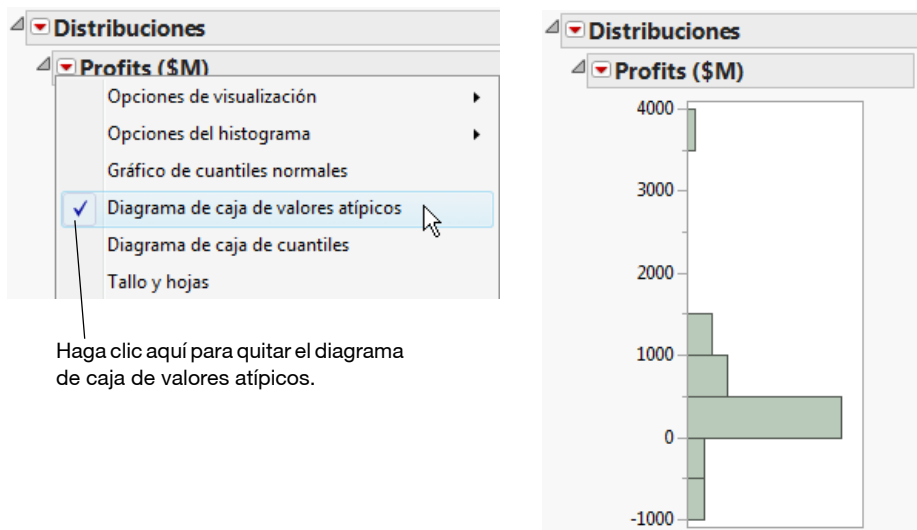 Distribuciones
Profits ($M)
Opciones de visualización
Opciones del histograma
Gráfico de cuantiles normales
Diagrama de caja de valores atípicos
Diagrama de caja de cuantiles
Tallo y hojas
Haga clic aquí para quitar el diagrama
de caja de valores atípicos.
Distribuciones
Profits ($M)
4000
3000
2000
1000
0
-1000